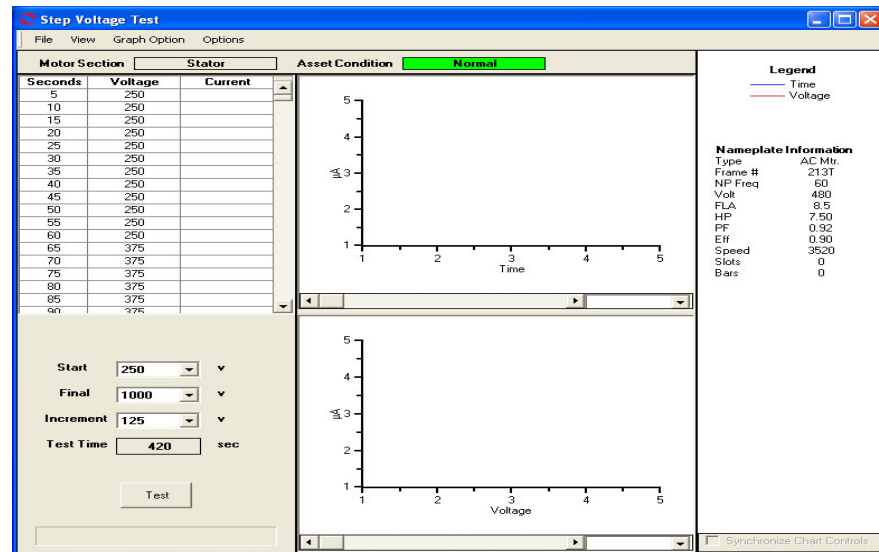 Step Voltage Test
File View Graph Option Options
Motor Section Stator Asset Condition Normal
Seconds Voltage Current
5 250
10 250
15 250
20 250
25 250
30 250
35 250
40 250
45 250
50 250
55 250
60 250
65 375
70 375
75 375
80 375
85 375
90 375
Start 250 v
Final 1000 v
Increment 125 v
Test Time 420 sec
Test
5
4
µA 3
2
1
1 2 3 4 5
Time
5
4
µA 3
2
1
1 2 3 4 5
Voltage
Legend
Time
Voltage
Nameplate Information
Type AC Mtr.
Frame # 213T
NP Freq 60
Volt 480
FLA 8.5
HP 7.50
PF 0.92
Eff 0.90
Speed 3520
Slots 0
Bars 0
Synchronize Chart Controls